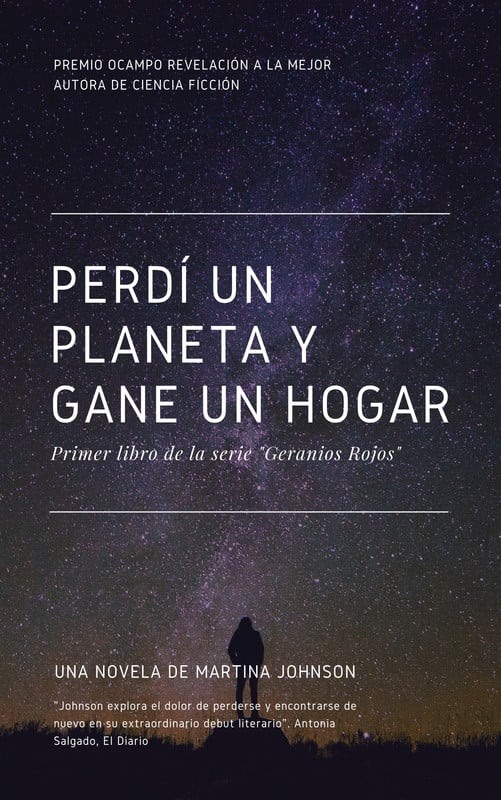 PREMIO OCAMPO REVELACIÓN A LA MEJOR
AUTORA DE CIENCIA FICCIÓN
PERDÍ UN
PLANETA Y
GANE UN HOGAR
Primer libro de la serie "Geranios Rojos"
UNA NOVELA DE MARTINA JOHNSON
"Johnson explora el dolor de perderse y encontrarse de
nuevo en su extraordinario debut literario", Antonia
Salgado, El Diario